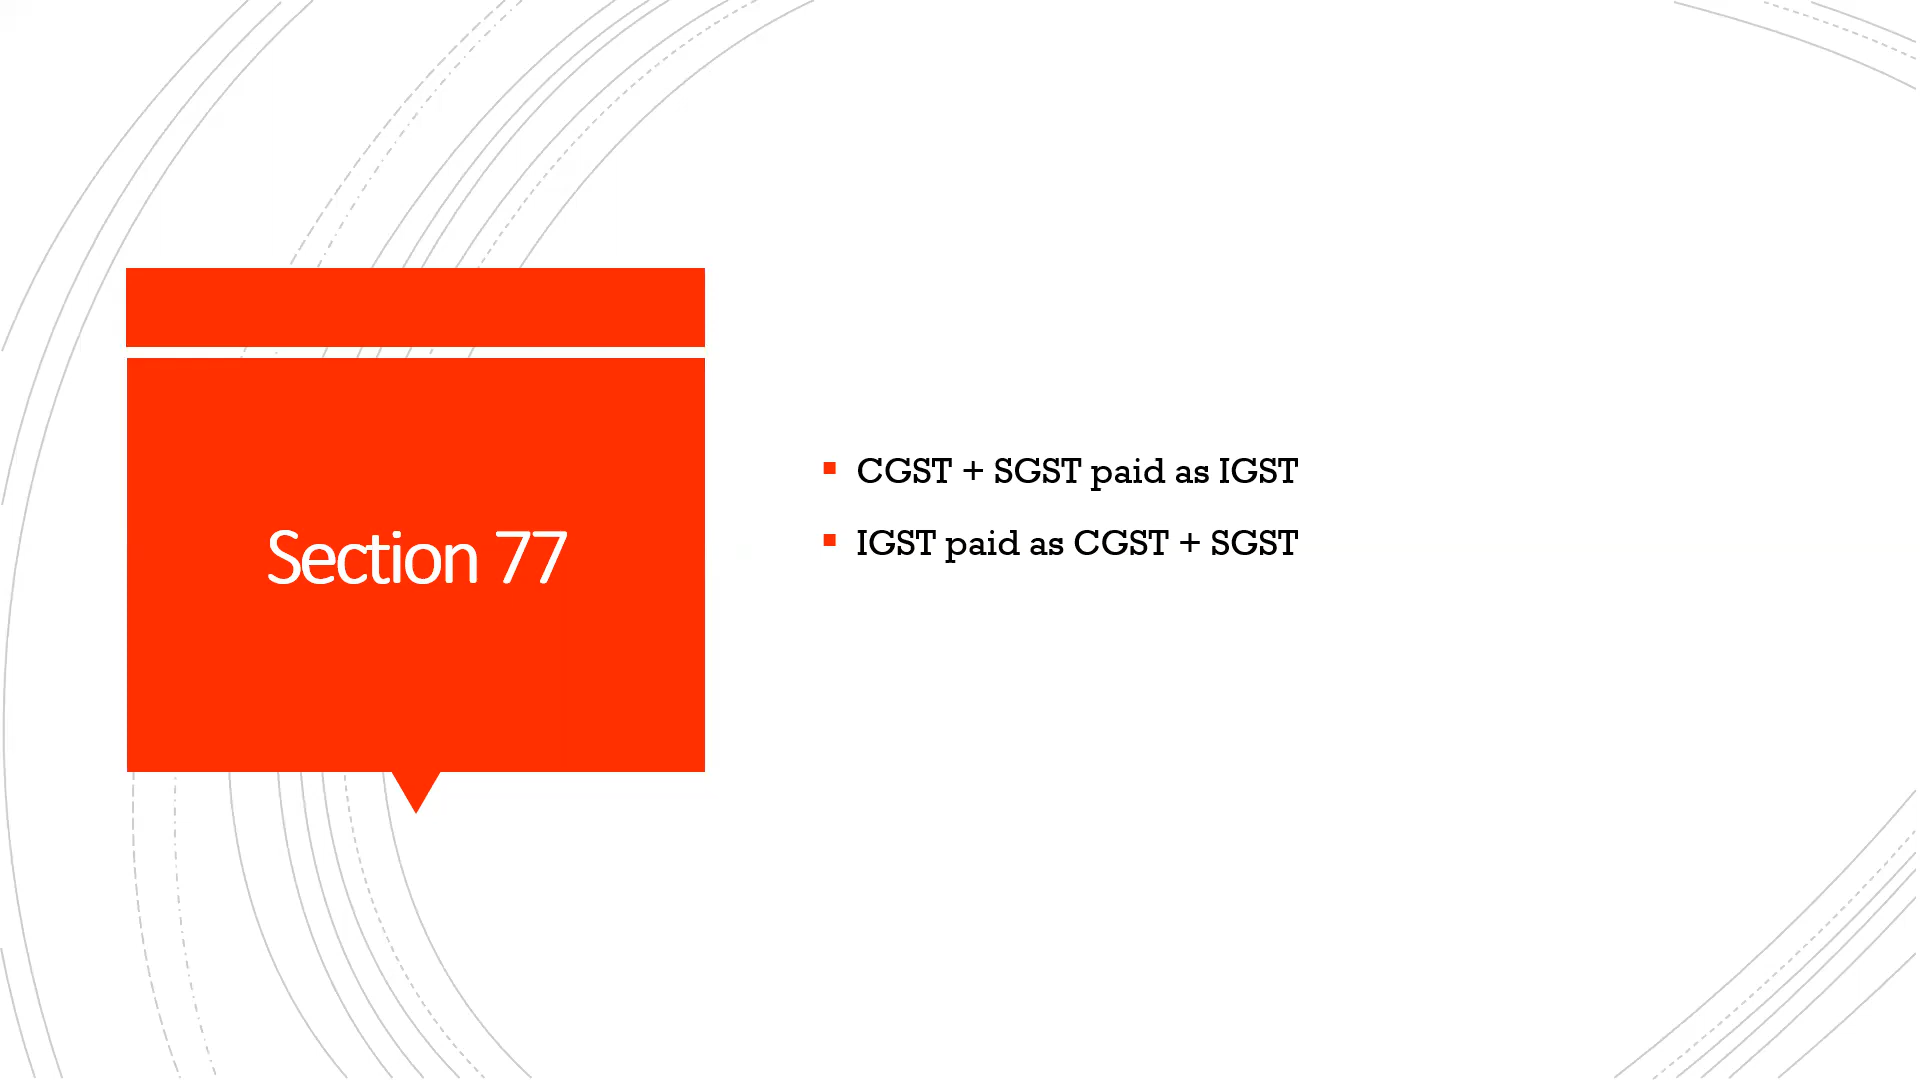 Section 77
CGST + SGST paid as IGST
IGST paid as CGST + SGST